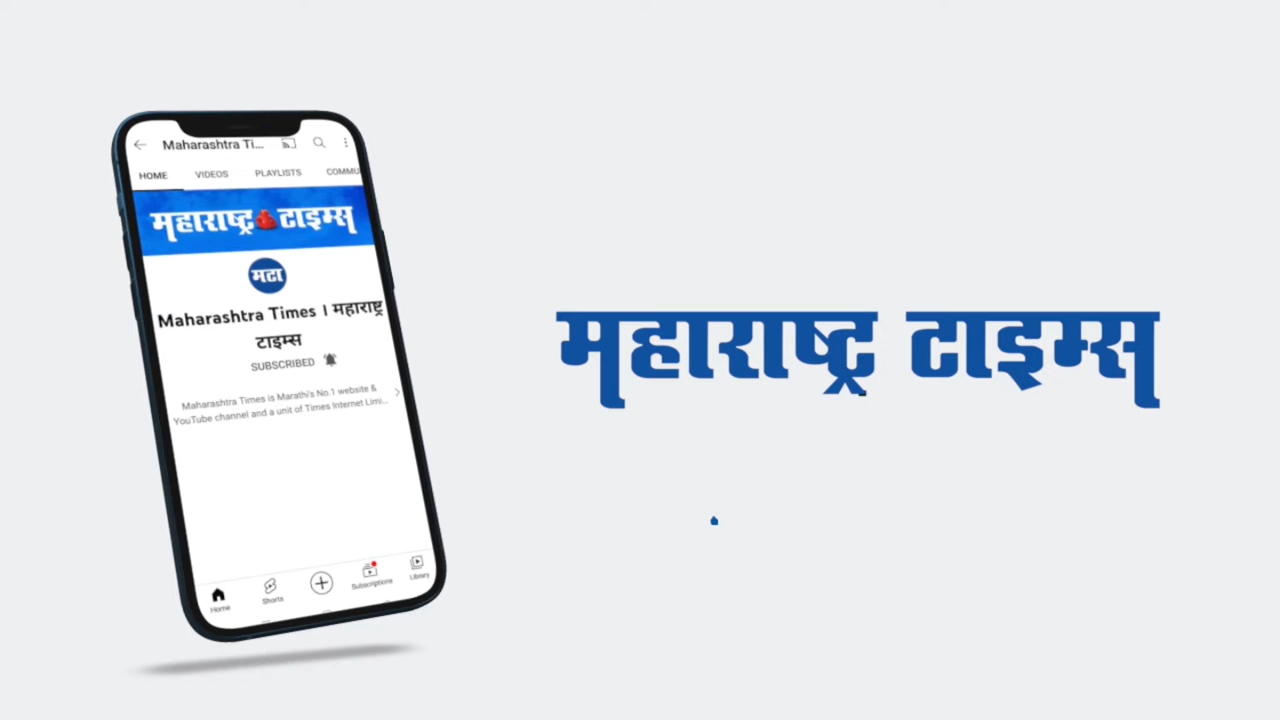 Maharashtra Ti...
HOME VIDEOS PLAYLISTS COMMU
महाराष्ट्र टाइम्स
मटा
Maharashtra Times । महाराष्ट्र
टाइम्स
SUBSCRIBED
Maharashtra Times is Marathi's No.1 website &
YouTube channel and a unit of Times Internet Limi...
Home Shorts Subscriptions Library
महाराष्ट्र टाइम्स